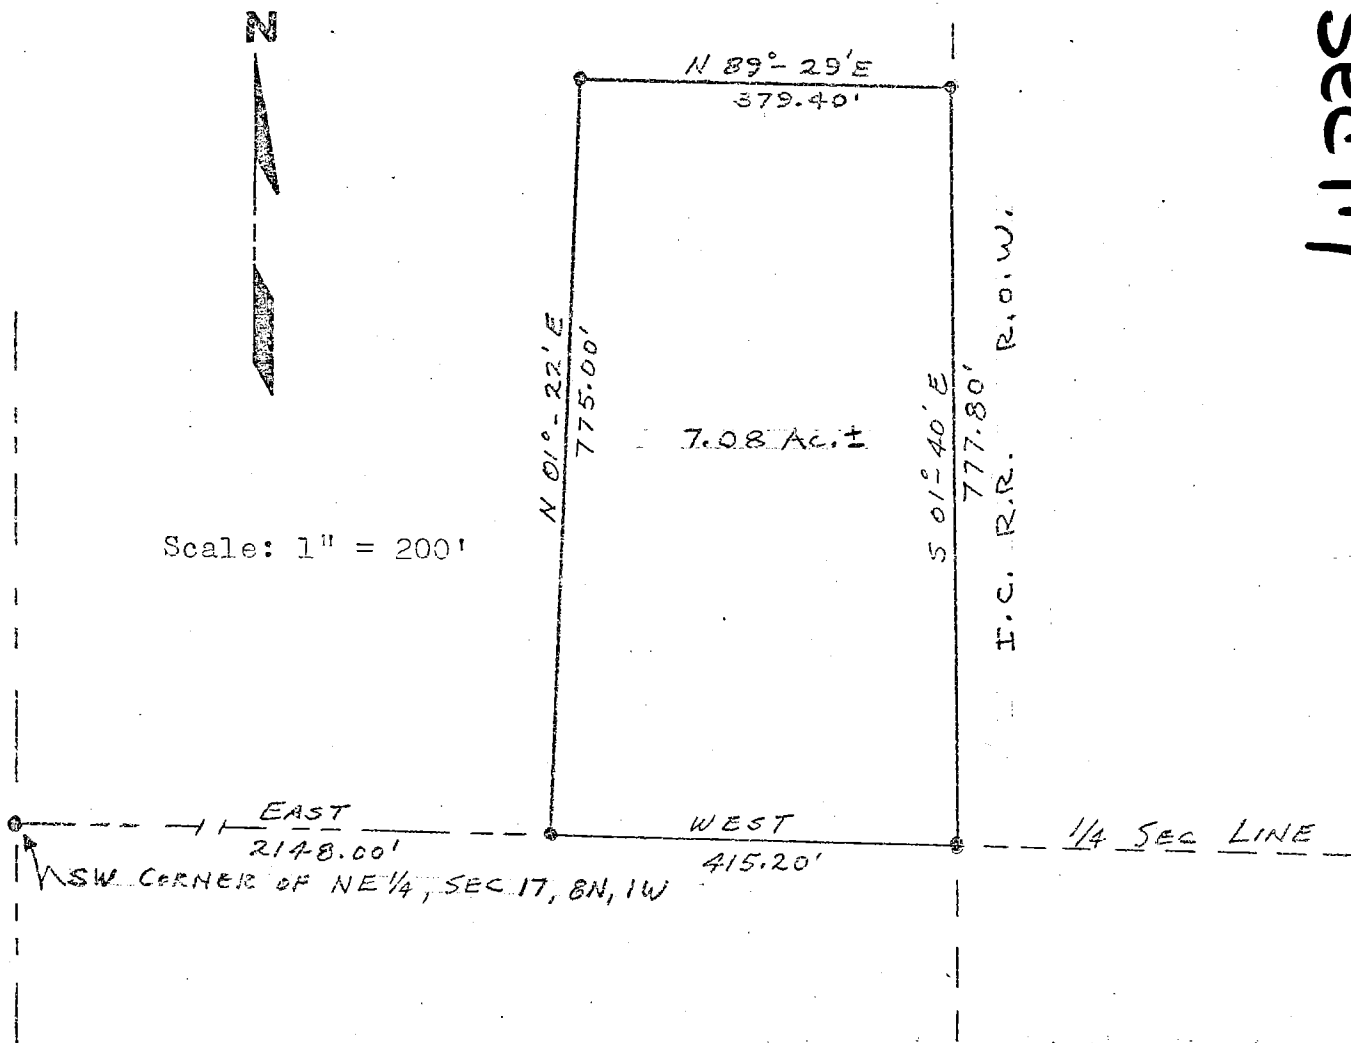 N
N 89°-29'E
379.40'
N 01°-22'E
775.00'
7.08 Ac.±
S 01°-40'E
777.80'
I.C. R.R. R.O.W.
Scale: 1" = 200'
EAST
2148.00'
WEST
415.20'
1/4 SEC LINE
SW CORNER OF NE 1/4, SEC 17, 8N, 1W